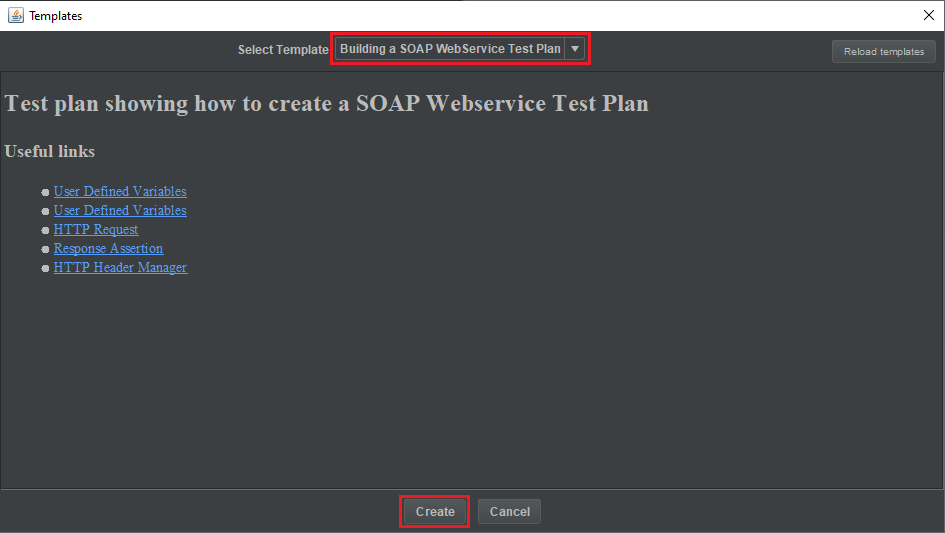 Templates
Select Template Building a SOAP WebService Test Plan
Reload templates
Test plan showing how to create a SOAP Webservice Test Plan
Useful links
User Defined Variables
User Defined Variables
HTTP Request
Response Assertion
HTTP Header Manager
Create Cancel